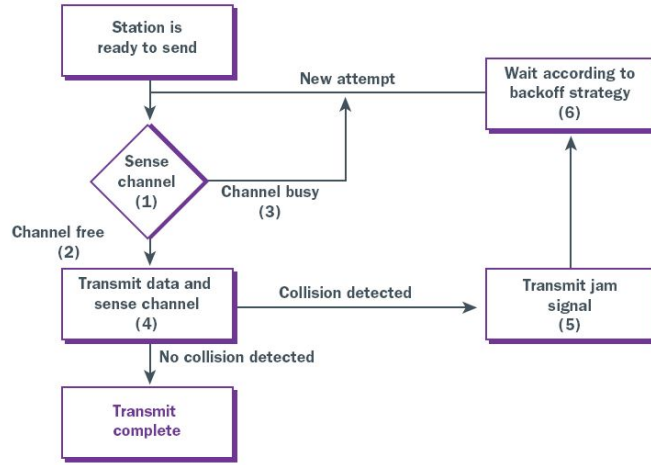 Station is
ready to send
New attempt
Wait according to
backoff strategy
(6)
Sense
channel
(1)
Channel busy
(3)
Channel free
(2)
Transmit data and
sense channel
(4)
Collision detected
Transmit jam
signal
(5)
No collision detected
Transmit
complete